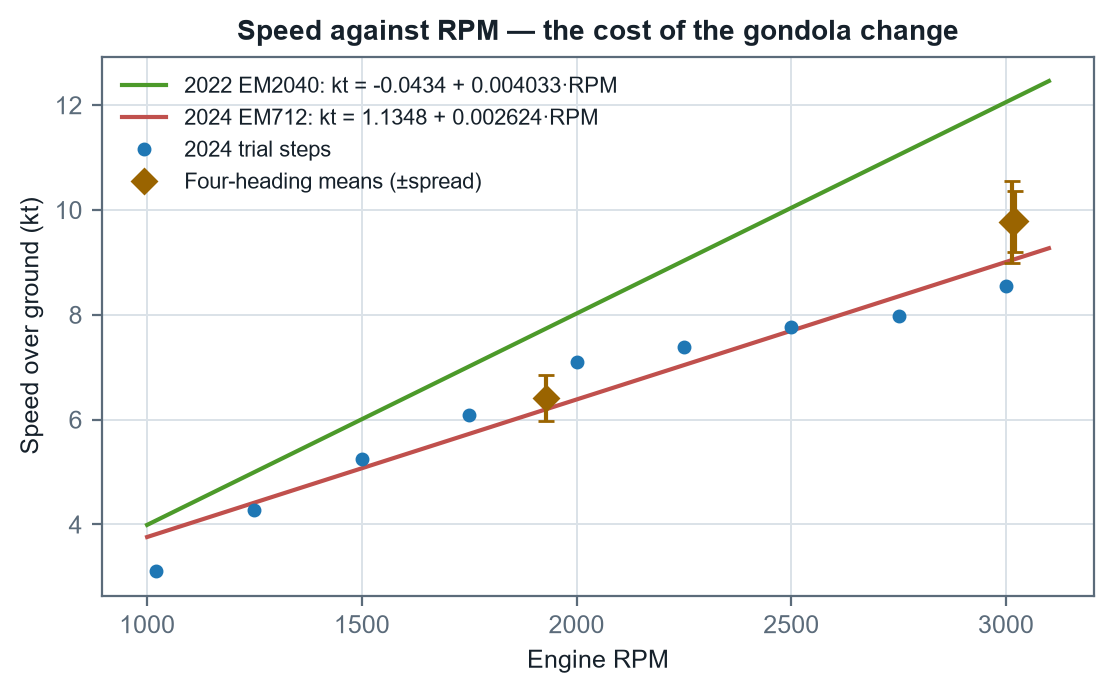 Speed against RPM — the cost of the gondola change
2022 EM2040: kt = -0.0434 + 0.004033·RPM
2024 EM712: kt = 1.1348 + 0.002624·RPM
2024 trial steps
Four-heading means (±spread)
Speed over ground (kt)
12
10
8
6
4
1000 1500 2000 2500 3000
Engine RPM